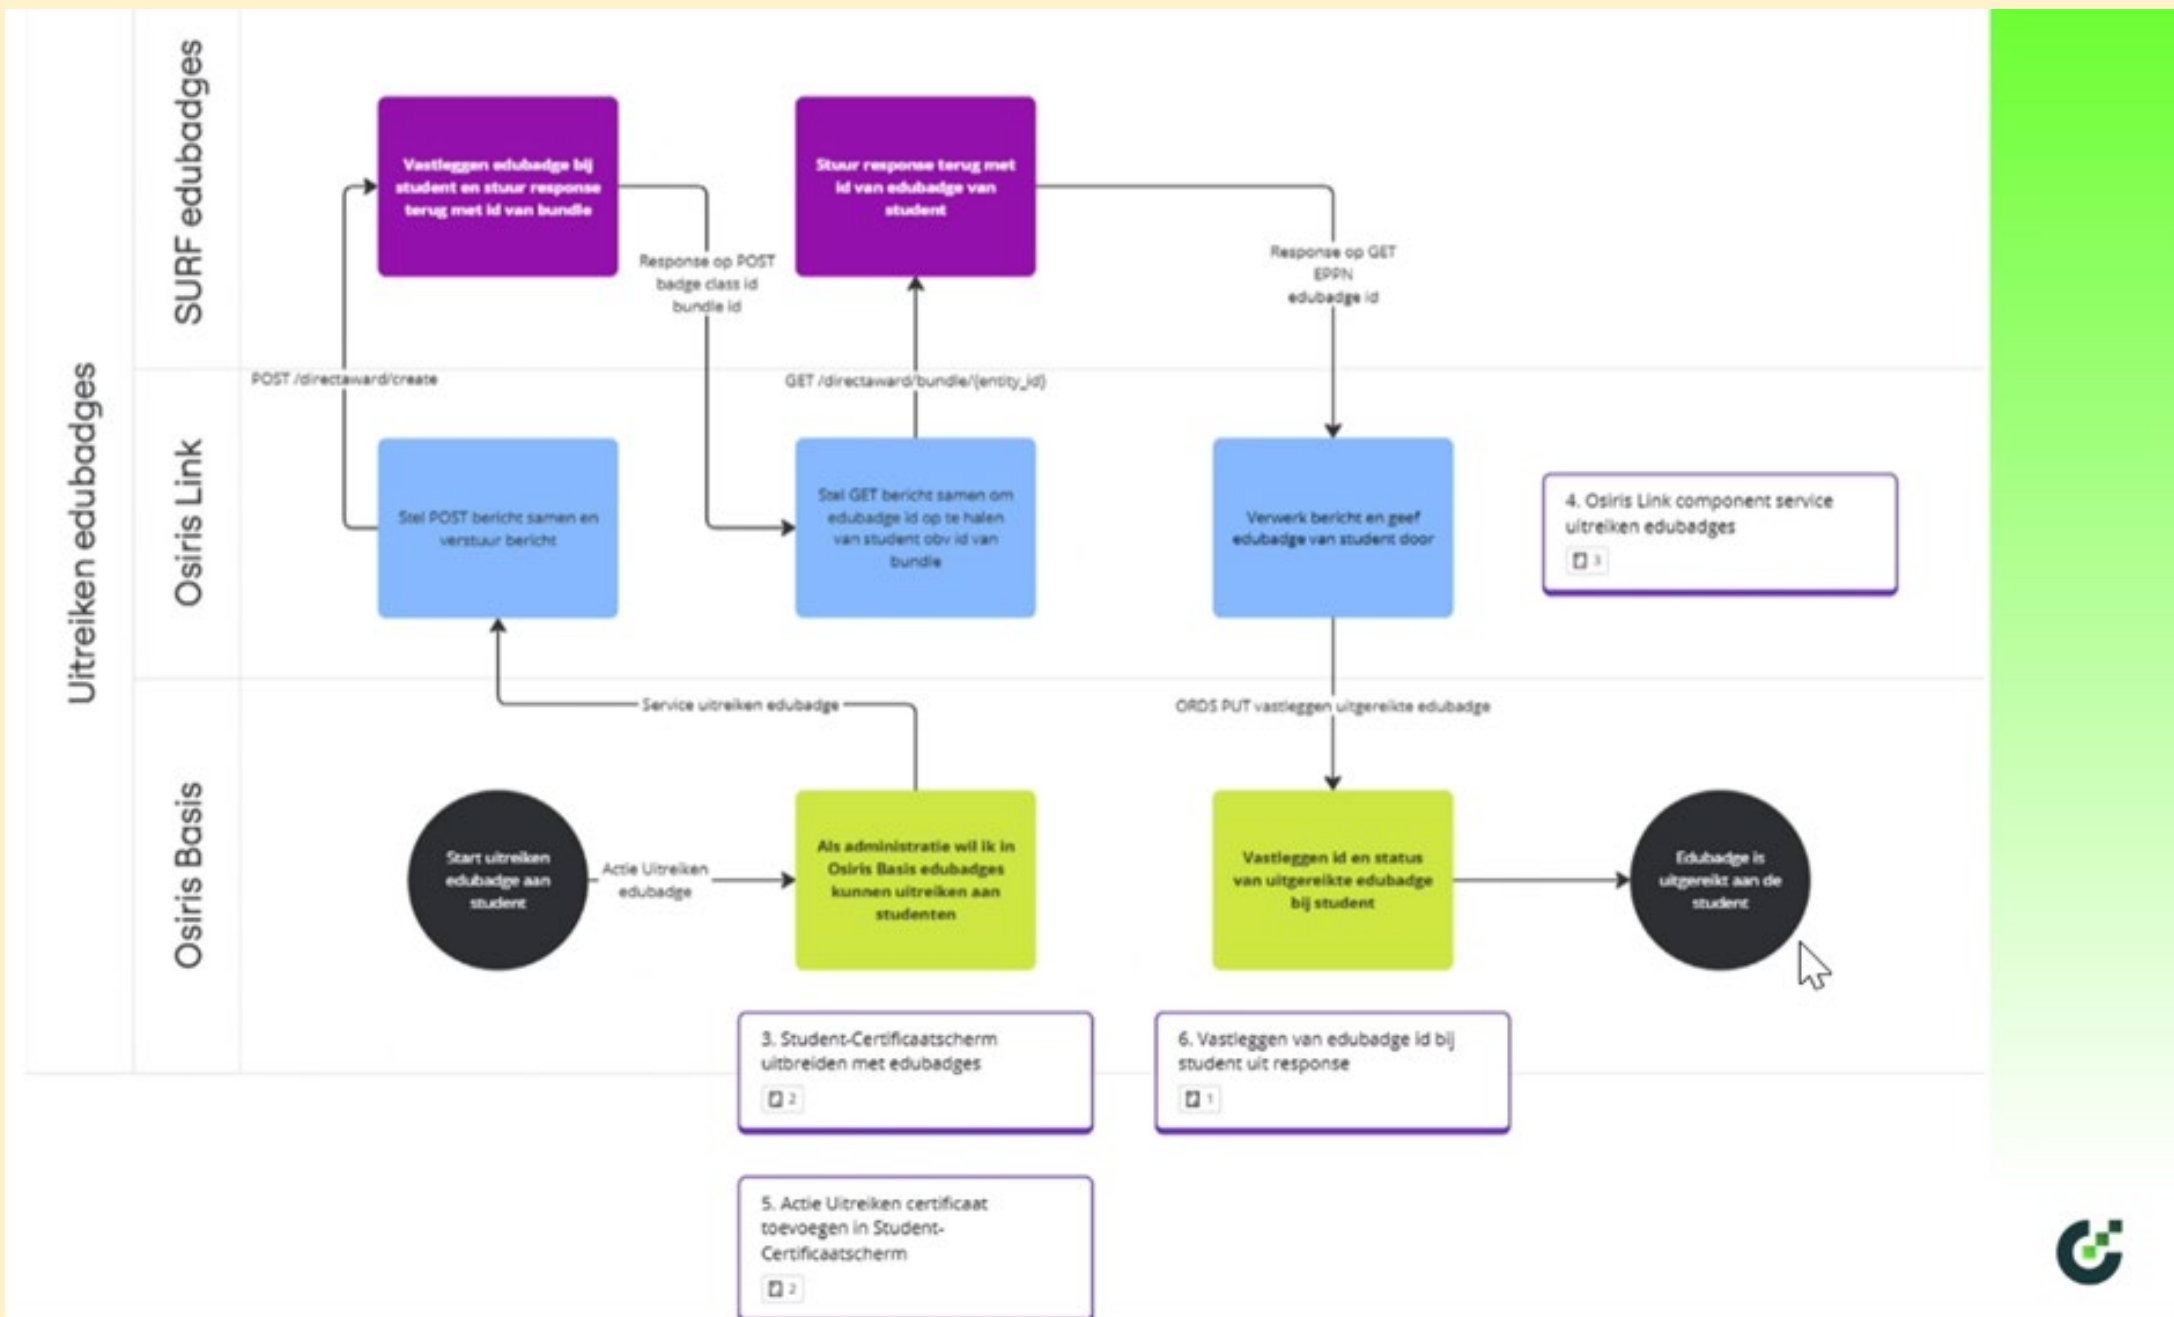 Uitreiken edubadges
SURF edubadges
Vastleggen edubadge bij
student en stuur response
terug met id van bundle
Stuur response terug met
id van edubadge van
student
Response op POST
badge class id
bundle id
Response op GET
EPPN
edubadge id
POST /directaward/create
GET /directaward/bundle/{entity_id}
Osiris Link
Stel POST bericht samen en
verstuur bericht
Stel GET bericht samen om
edubadge id op te halen
van student obv id van
bundle
Verwerk bericht en geef
edubadge van student door
4. Osiris Link component service
uitreiken edubadges
3
Service uitreiken edubadge
ORDS PUT vastleggen uitgereikte edubadge
Osiris Basis
Start uitreiken
edubadge aan
student
Actie Uitreiken
edubadge
Als administratie wil ik in
Osiris Basis edubadges
kunnen uitreiken aan
studenten
Vastleggen id en status
van uitgereikte edubadge
bij student
Edubadge is
uitgereikt aan de
student
3. Student-Certificaatscherm
uitbreiden met edubadges
2
6. Vastleggen van edubadge id bij
student uit response
1
5. Actie Uitreiken certificaat
toevoegen in Student-
Certificaatscherm
2